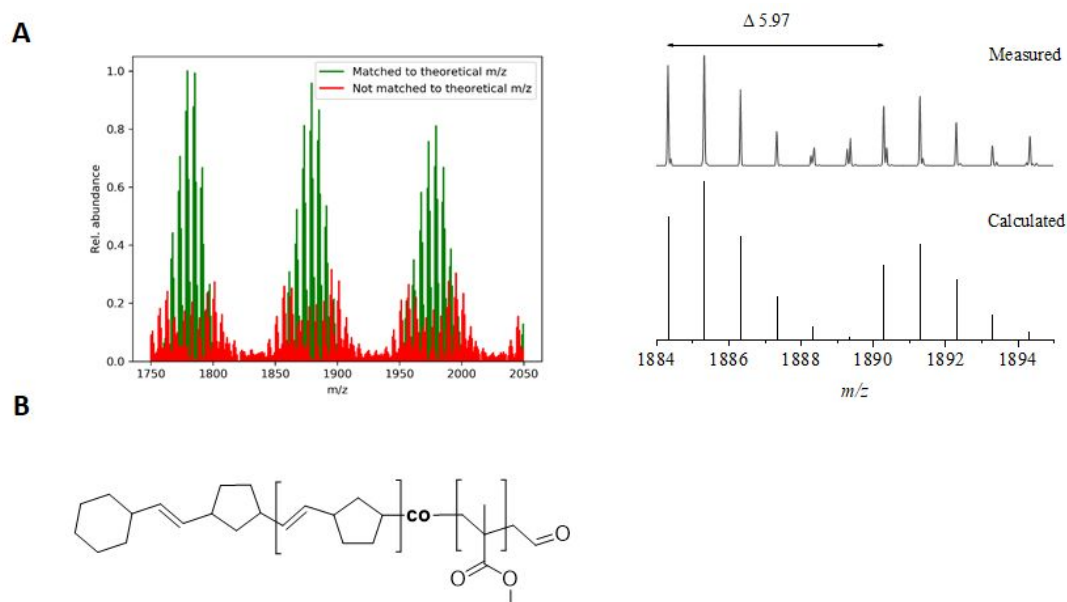 A
Δ 5.97
Measured
Matched to theoretical m/z
Not matched to theoretical m/z
1.0
0.8
0.6
0.4
0.2
0.0
Rel. abundance
1750 1800 1850 1900 1950 2000 2050
m/z
Calculated
1884 1886 1888 1890 1892 1894
m/z
B
co
O
O
O